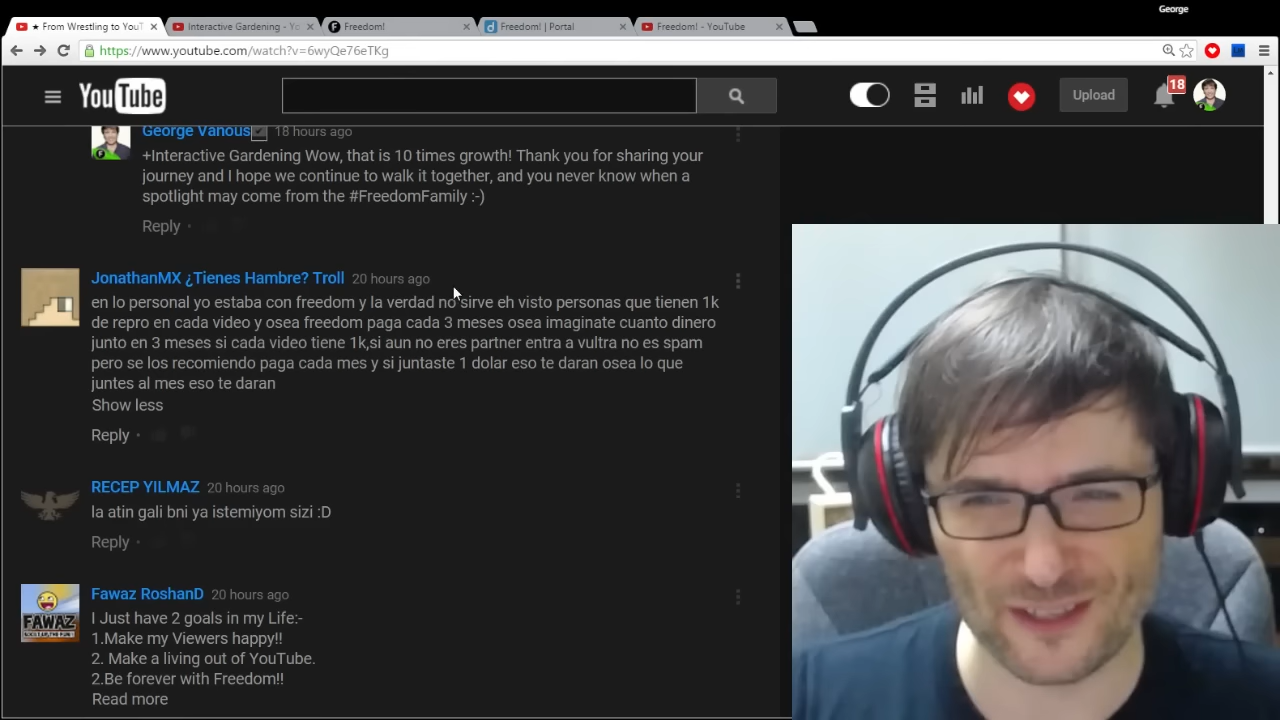 George
★ From Wrestling to YouT
Interactive Gardening - Yo
Freedom!
Freedom! | Portal
Freedom! - YouTube
https://www.youtube.com/watch?v=6wyQe76eTKg
YouTube
Upload
18
George Vanous 18 hours ago
+Interactive Gardening Wow, that is 10 times growth! Thank you for sharing your
journey and I hope we continue to walk it together, and you never know when a
spotlight may come from the #FreedomFamily :-)
Reply
JonathanMX ¿Tienes Hambre? Troll 20 hours ago
en lo personal yo estaba con freedom y la verdad no sirve eh visto personas que tienen 1k
de repro en cada video y osea freedom paga cada 3 meses osea imaginate cuanto dinero
junto en 3 meses si cada video tiene 1k,si aun no eres partner entra a vultra no es spam
pero se los recomiendo paga cada mes y si juntaste 1 dolar eso te daran osea lo que
juntes al mes eso te daran
Show less
Reply
RECEP YILMAZ 20 hours ago
la atin gali bni ya istemiyom sizi :D
Reply
Fawaz RoshanD 20 hours ago
I Just have 2 goals in my Life:-
1.Make my Viewers happy!!
2. Make a living out of YouTube.
2.Be forever with Freedom!!
Read more
FAWAZ